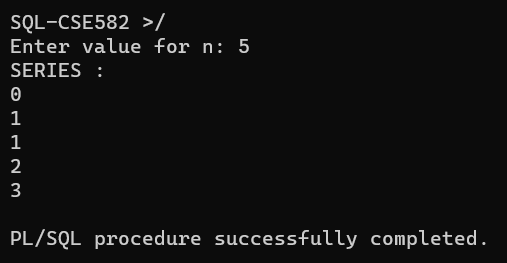 SQL-CSE582 >/
Enter value for n: 5
SERIES :
0
1
1
2
3
PL/SQL procedure successfully completed.